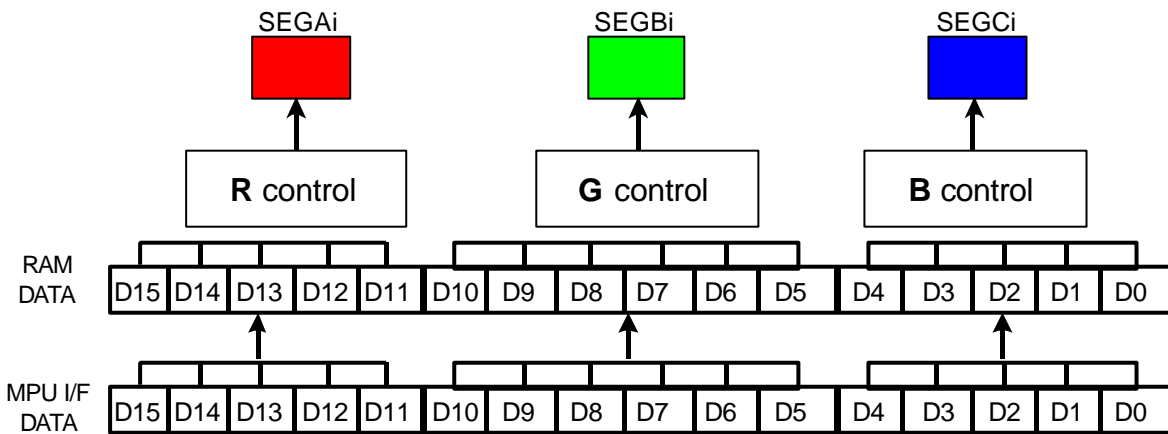 SEGAi SEGBi SEGCi
R control G control B control
RAM DATA
D15 D14 D13 D12 D11 D10 D9 D8 D7 D6 D5 D4 D3 D2 D1 D0
MPU I/F DATA
D15 D14 D13 D12 D11 D10 D9 D8 D7 D6 D5 D4 D3 D2 D1 D0